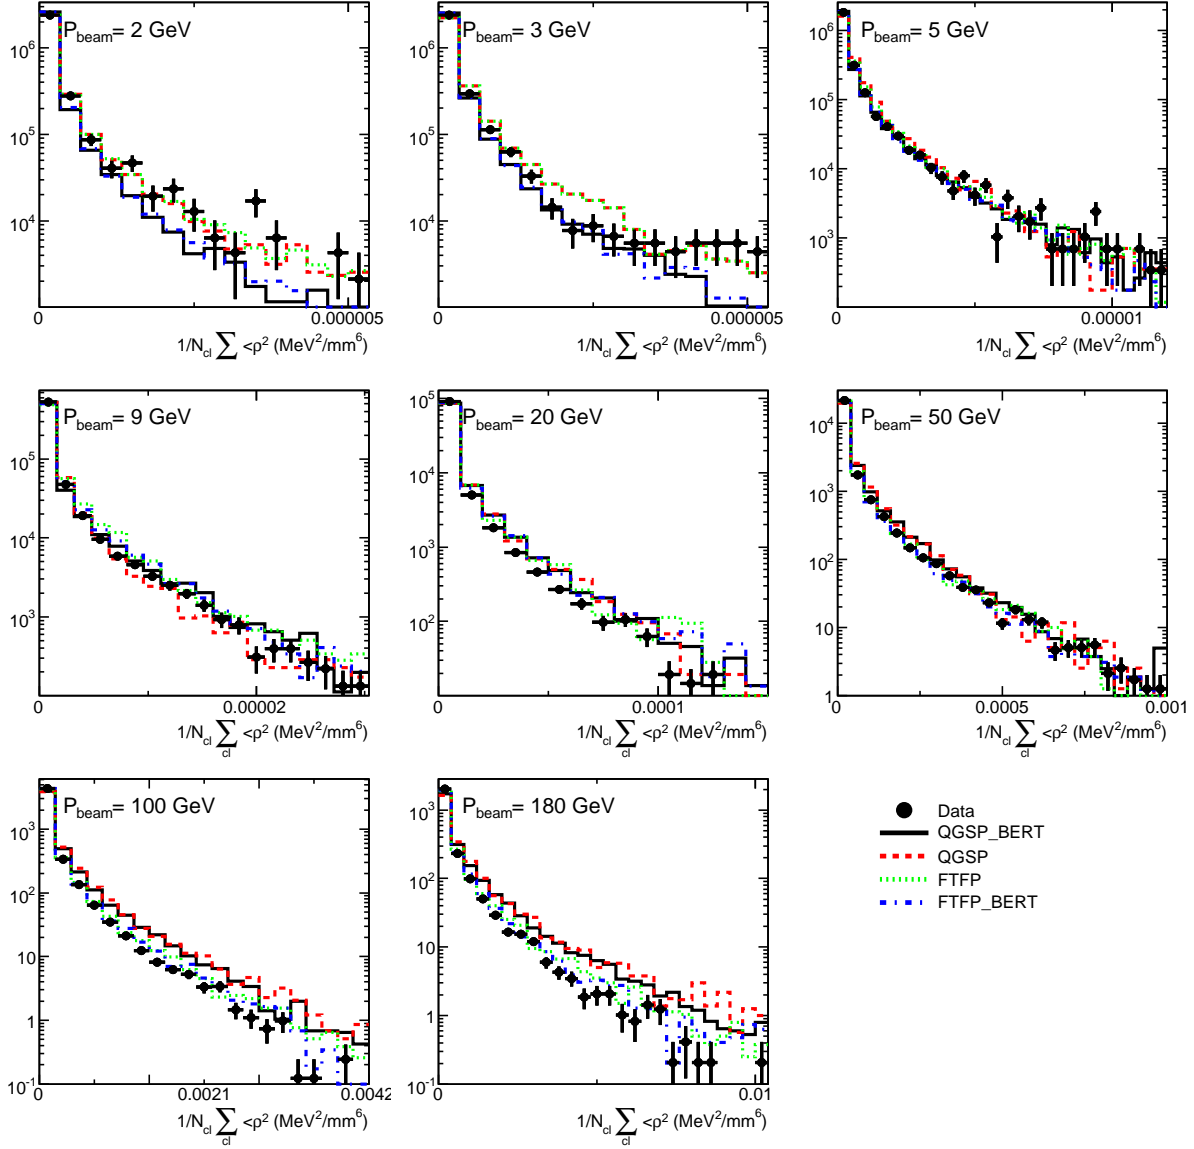 P_beam= 2 GeV
10^6
10^5
10^4
0
0.000005
1/N_cl ∑ <ρ^2 (MeV^2/mm^6)
P_beam= 3 GeV
10^6
10^5
10^4
0
0.000005
1/N_cl ∑ <ρ^2 (MeV^2/mm^6)
P_beam= 5 GeV
10^6
10^5
10^4
10^3
0
0.00001
1/N_cl ∑ <ρ^2 (MeV^2/mm^6)
P_beam= 9 GeV
10^5
10^4
10^3
0
0.00002
1/N_cl ∑_cl <ρ^2 (MeV^2/mm^6)
P_beam= 20 GeV
10^5
10^4
10^3
10^2
0
0.0001
1/N_cl ∑_cl <ρ^2 (MeV^2/mm^6)
P_beam= 50 GeV
10^4
10^3
10^2
10
1
0
0.0005
0.001
1/N_cl ∑_cl <ρ^2 (MeV^2/mm^6)
P_beam= 100 GeV
10^3
10^2
10
1
10^-1
0
0.0021
0.0042
1/N_cl ∑_cl <ρ^2 (MeV^2/mm^6)
P_beam= 180 GeV
10^3
10^2
10
1
10^-1
0
0.01
1/N_cl ∑_cl <ρ^2 (MeV^2/mm^6)
Data
QGSP_BERT
QGSP
FTFP
FTFP_BERT